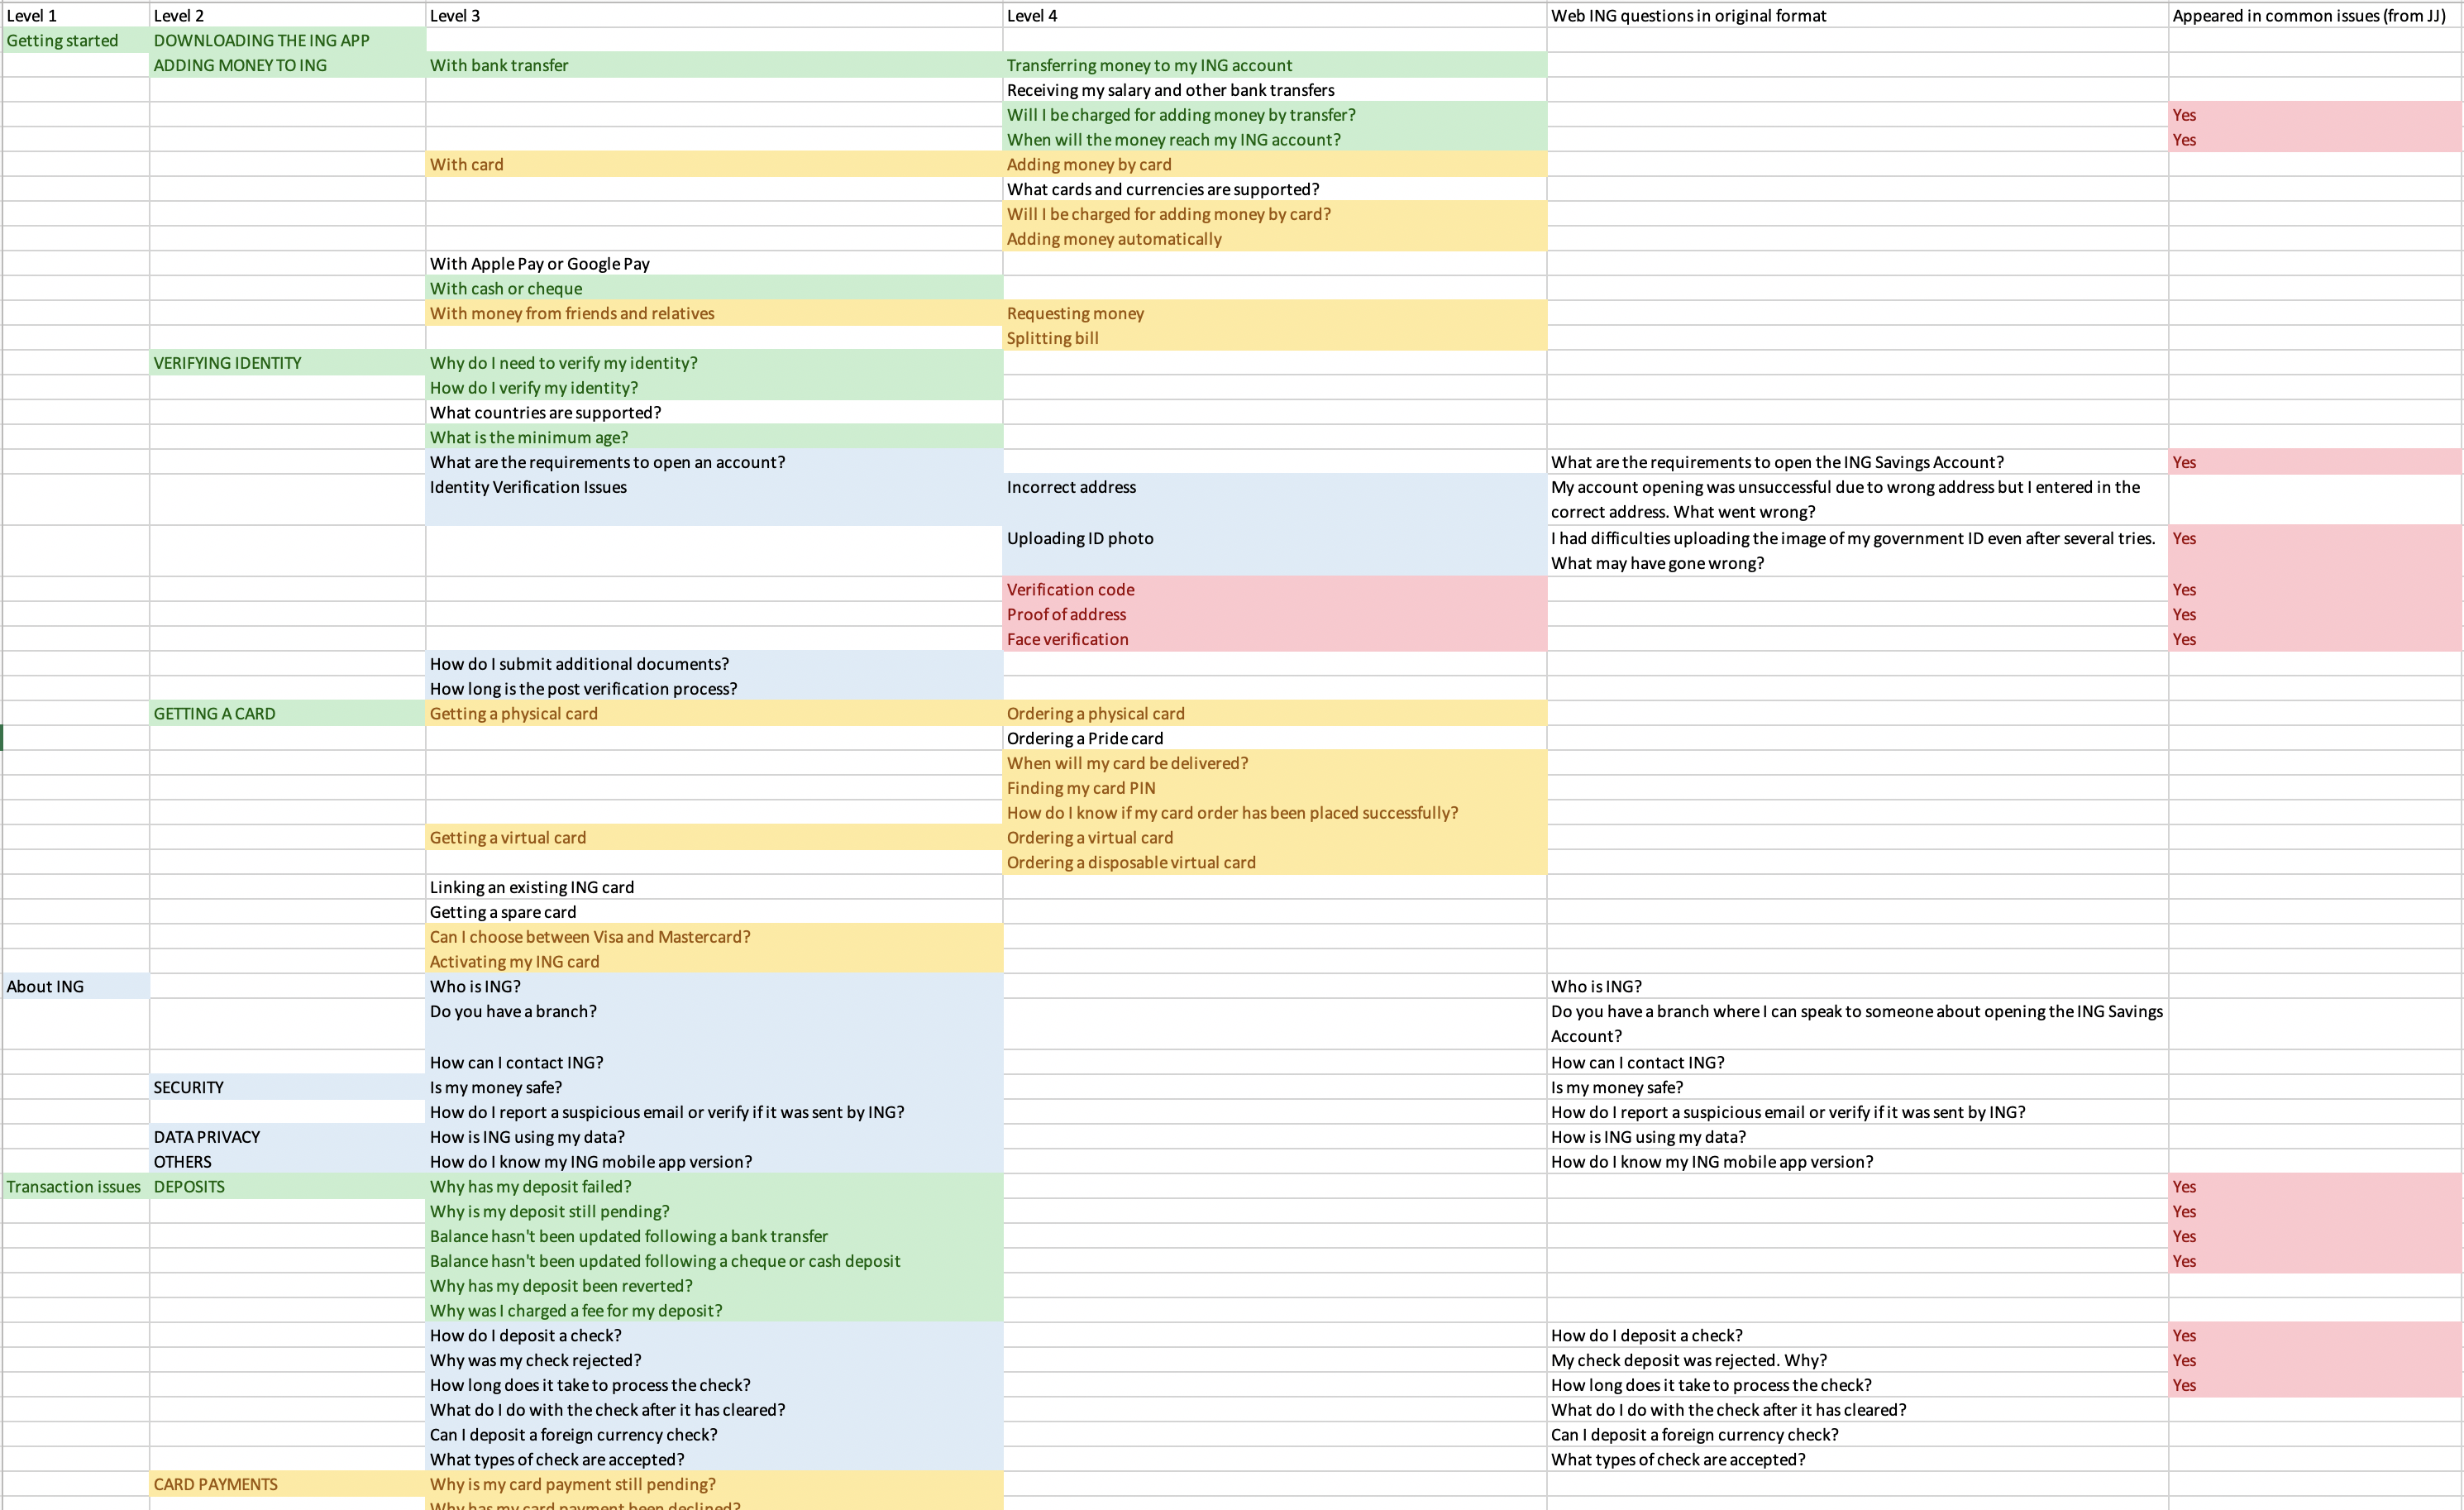 Level 1 Level 2 Level 3 Level 4 Web ING questions in original format Appeared in common issues (from JJ)
Getting started DOWNLOADING THE ING APP
ADDING MONEY TO ING With bank transfer Transferring money to my ING account
Receiving my salary and other bank transfers
Will I be charged for adding money by transfer? Yes
When will the money reach my ING account? Yes
With card Adding money by card
What cards and currencies are supported?
Will I be charged for adding money by card?
Adding money automatically
With Apple Pay or Google Pay
With cash or cheque
With money from friends and relatives Requesting money
Splitting bill
VERIFYING IDENTITY Why do I need to verify my identity?
How do I verify my identity?
What countries are supported?
What is the minimum age?
What are the requirements to open an account? What are the requirements to open the ING Savings Account? Yes
Identity Verification Issues Incorrect address My account opening was unsuccessful due to wrong address but I entered in the
correct address. What went wrong?
Uploading ID photo I had difficulties uploading the image of my government ID even after several tries. Yes
What may have gone wrong?
Verification code Yes
Proof of address Yes
Face verification Yes
How do I submit additional documents?
How long is the post verification process?
GETTING A CARD Getting a physical card Ordering a physical card
Ordering a Pride card
When will my card be delivered?
Finding my card PIN
How do I know if my card order has been placed successfully?
Getting a virtual card Ordering a virtual card
Ordering a disposable virtual card
Linking an existing ING card
Getting a spare card
Can I choose between Visa and Mastercard?
Activating my ING card
About ING Who is ING? Who is ING?
Do you have a branch? Do you have a branch where I can speak to someone about opening the ING Savings
Account?
How can I contact ING? How can I contact ING?
SECURITY Is my money safe? Is my money safe?
How do I report a suspicious email or verify if it was sent by ING? How do I report a suspicious email or verify if it was sent by ING?
DATA PRIVACY How is ING using my data? How is ING using my data?
OTHERS How do I know my ING mobile app version? How do I know my ING mobile app version?
Transaction issues DEPOSITS Why has my deposit failed? Yes
Why is my deposit still pending? Yes
Balance hasn't been updated following a bank transfer Yes
Balance hasn't been updated following a cheque or cash deposit Yes
Why has my deposit been reverted?
Why was I charged a fee for my deposit?
How do I deposit a check? How do I deposit a check? Yes
Why was my check rejected? My check deposit was rejected. Why? Yes
How long does it take to process the check? How long does it take to process the check? Yes
What do I do with the check after it has cleared? What do I do with the check after it has cleared?
Can I deposit a foreign currency check? Can I deposit a foreign currency check?
What types of check are accepted? What types of check are accepted?
CARD PAYMENTS Why is my card payment still pending?
Why has my card payment been declined?